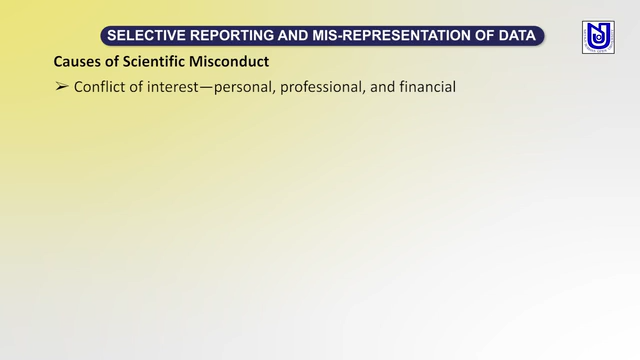 SELECTIVE REPORTING AND MIS-REPRESENTATION OF DATA
Causes of Scientific Misconduct
➢ Conflict of interest—personal, professional, and financial